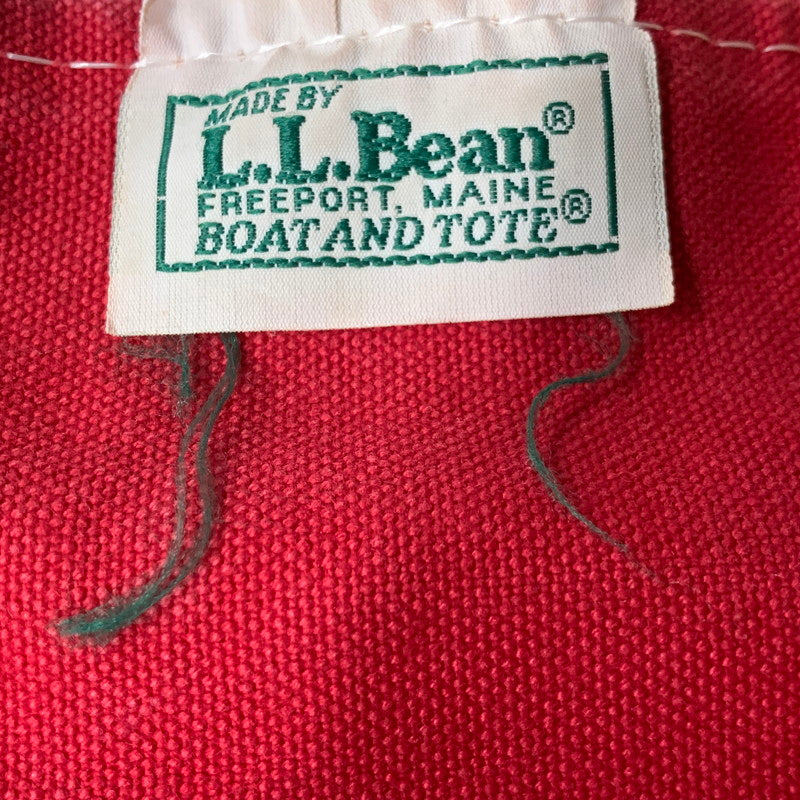 MADE BY
L.L.Bean®
FREEPORT, MAINE
BOAT AND TOTE®